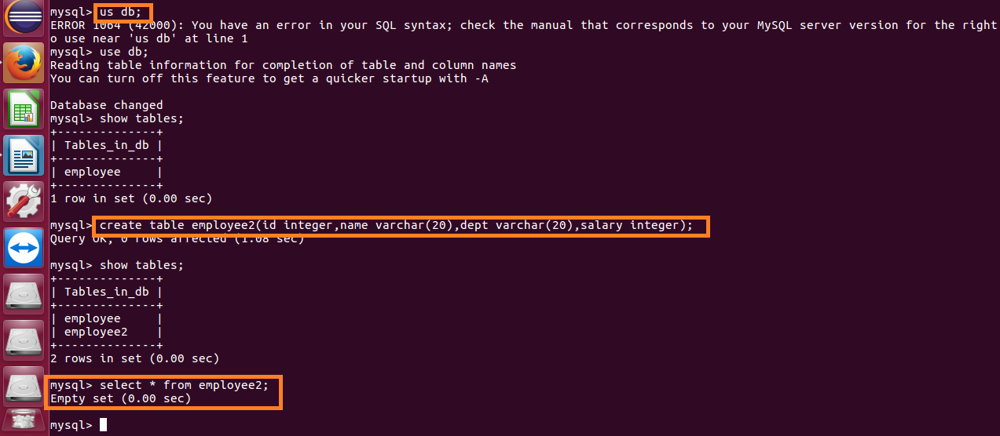 mysql> us db;
ERROR 1064 (42000): You have an error in your SQL syntax; check the manual that corresponds to your MySQL server version for the right
o use near 'us db' at line 1
mysql> use db;
Reading table information for completion of table and column names
You can turn off this feature to get a quicker startup with -A
Database changed
mysql> show tables;
+--------------+
| Tables_in_db |
+--------------+
| employee     |
+--------------+
1 row in set (0.00 sec)
mysql> create table employee2(id integer,name varchar(20),dept varchar(20),salary integer);
Query OK, 0 rows affected (1.08 sec)
mysql> show tables;
+--------------+
| Tables_in_db |
+--------------+
| employee     |
| employee2    |
+--------------+
2 rows in set (0.00 sec)
mysql> select * from employee2;
Empty set (0.00 sec)
mysql>